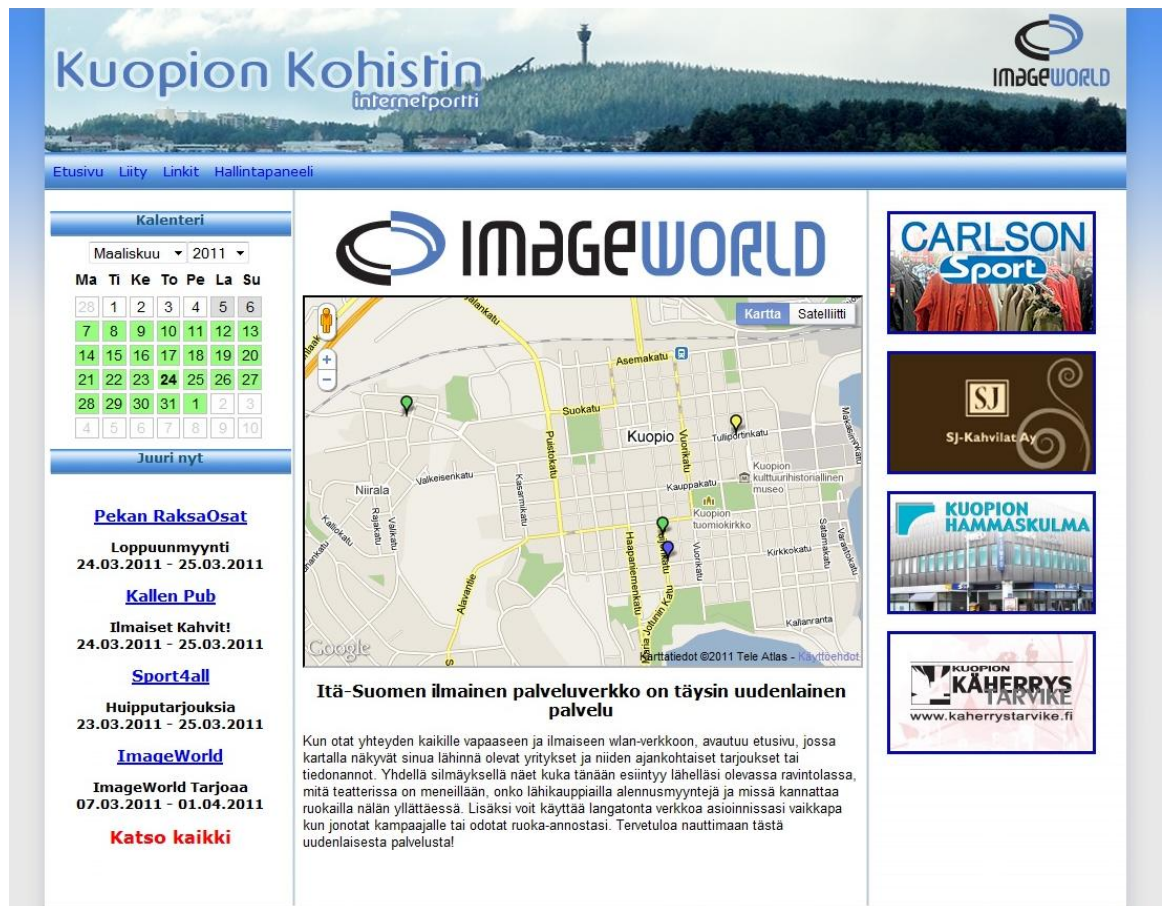 Kuopion Kohistin
internetportti
IMAGEWORLD
Etusivu Liity Linkit Hallintapaneeli
Kalenteri
Maaliskuu 2011
Ma Ti Ke To Pe La Su
28 1 2 3 4 5 6
7 8 9 10 11 12 13
14 15 16 17 18 19 20
21 22 23 24 25 26 27
28 29 30 31 1 2 3
4 5 6 7 8 9 10
Juuri nyt
Pekan RaksaOsat
Loppuunmyynti
24.03.2011 - 25.03.2011
Kallen Pub
Ilmaiset Kahvit!
24.03.2011 - 25.03.2011
Sport4all
Huipputarjouksia
23.03.2011 - 25.03.2011
ImageWorld
ImageWorld Tarjoaa
07.03.2011 - 01.04.2011
Katso kaikki
IMAGEWORLD
Kartta Satelliitti
Asemakatu
Suokatu
Kuopio
Tulliportinkatu
Puistokatu
Vuorikatu
Niirala
Valkeisenkatu
Kasarmikatu
Kauppakatu
Kuopion
kulttuurihistoriallinen
museo
Kuopion
tuomiokirkko
Kalliokatu
Rajakatu
Haapaniemenkatu
Vuorikatu
Kirkkokatu
Satamakatu
Varastokatu
Alavantie
Kallanranta
Google
Karttatiedot ©2011 Tele Atlas - Käyttöehdot
Itä-Suomen ilmainen palveluverkko on täysin uudenlainen
palvelu
Kun otat yhteyden kaikille vapaaseen ja ilmaiseen wlan-verkkoon, avautuu etusivu, jossa
kartalla näkyvät sinua lähinnä olevat yritykset ja niiden ajankohtaiset tarjoukset tai
tiedonannot. Yhdellä silmäyksellä näet kuka tänään esiintyy lähelläsi olevassa ravintolassa,
mitä teatterissa on meneillään, onko lähikauppiailla alennusmyyntejä ja missä kannattaa
ruokailla nälän yllättäessä. Lisäksi voit käyttää langatonta verkkoa asioinnissasi vaikkapa
kun jonotat kampaajalle tai odotat ruoka-annostasi. Tervetuloa nauttimaan tästä
uudenlaisesta palvelusta!
CARLSON
Sport
SJ
SJ-Kahvilat Ay
KUOPION
HAMMASKULMA
KUOPION
KÄHERRYS
TARVIKE
www.kaherrystarvike.fi